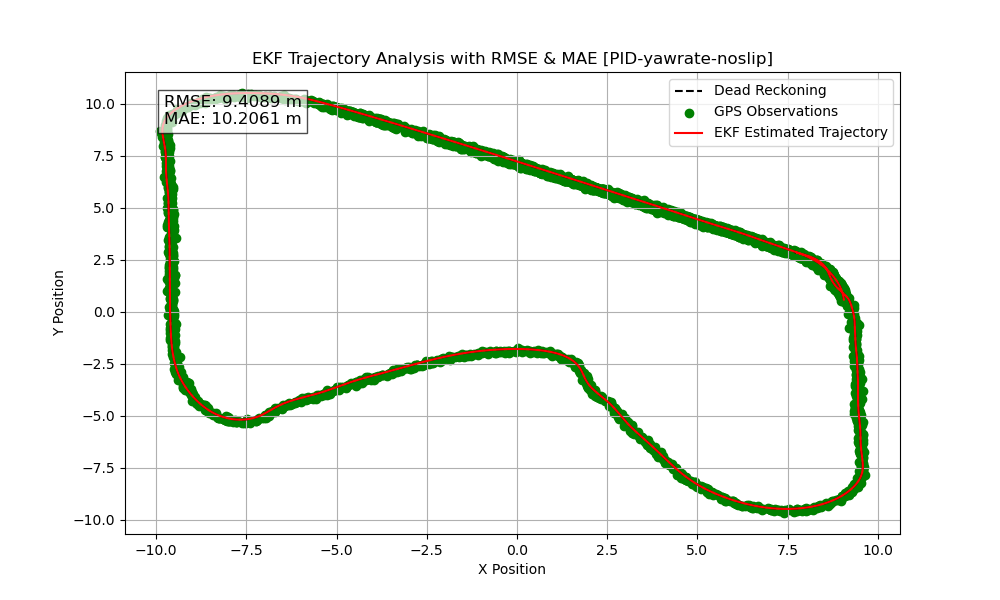 EKF Trajectory Analysis with RMSE & MAE [PID-yawrate-noslip]
RMSE: 9.4089 m
MAE: 10.2061 m
Dead Reckoning
GPS Observations
EKF Estimated Trajectory
10.0
7.5
5.0
2.5
0.0
−2.5
−5.0
−7.5
−10.0
Y Position
−10.0 −7.5 −5.0 −2.5 0.0 2.5 5.0 7.5 10.0
X Position